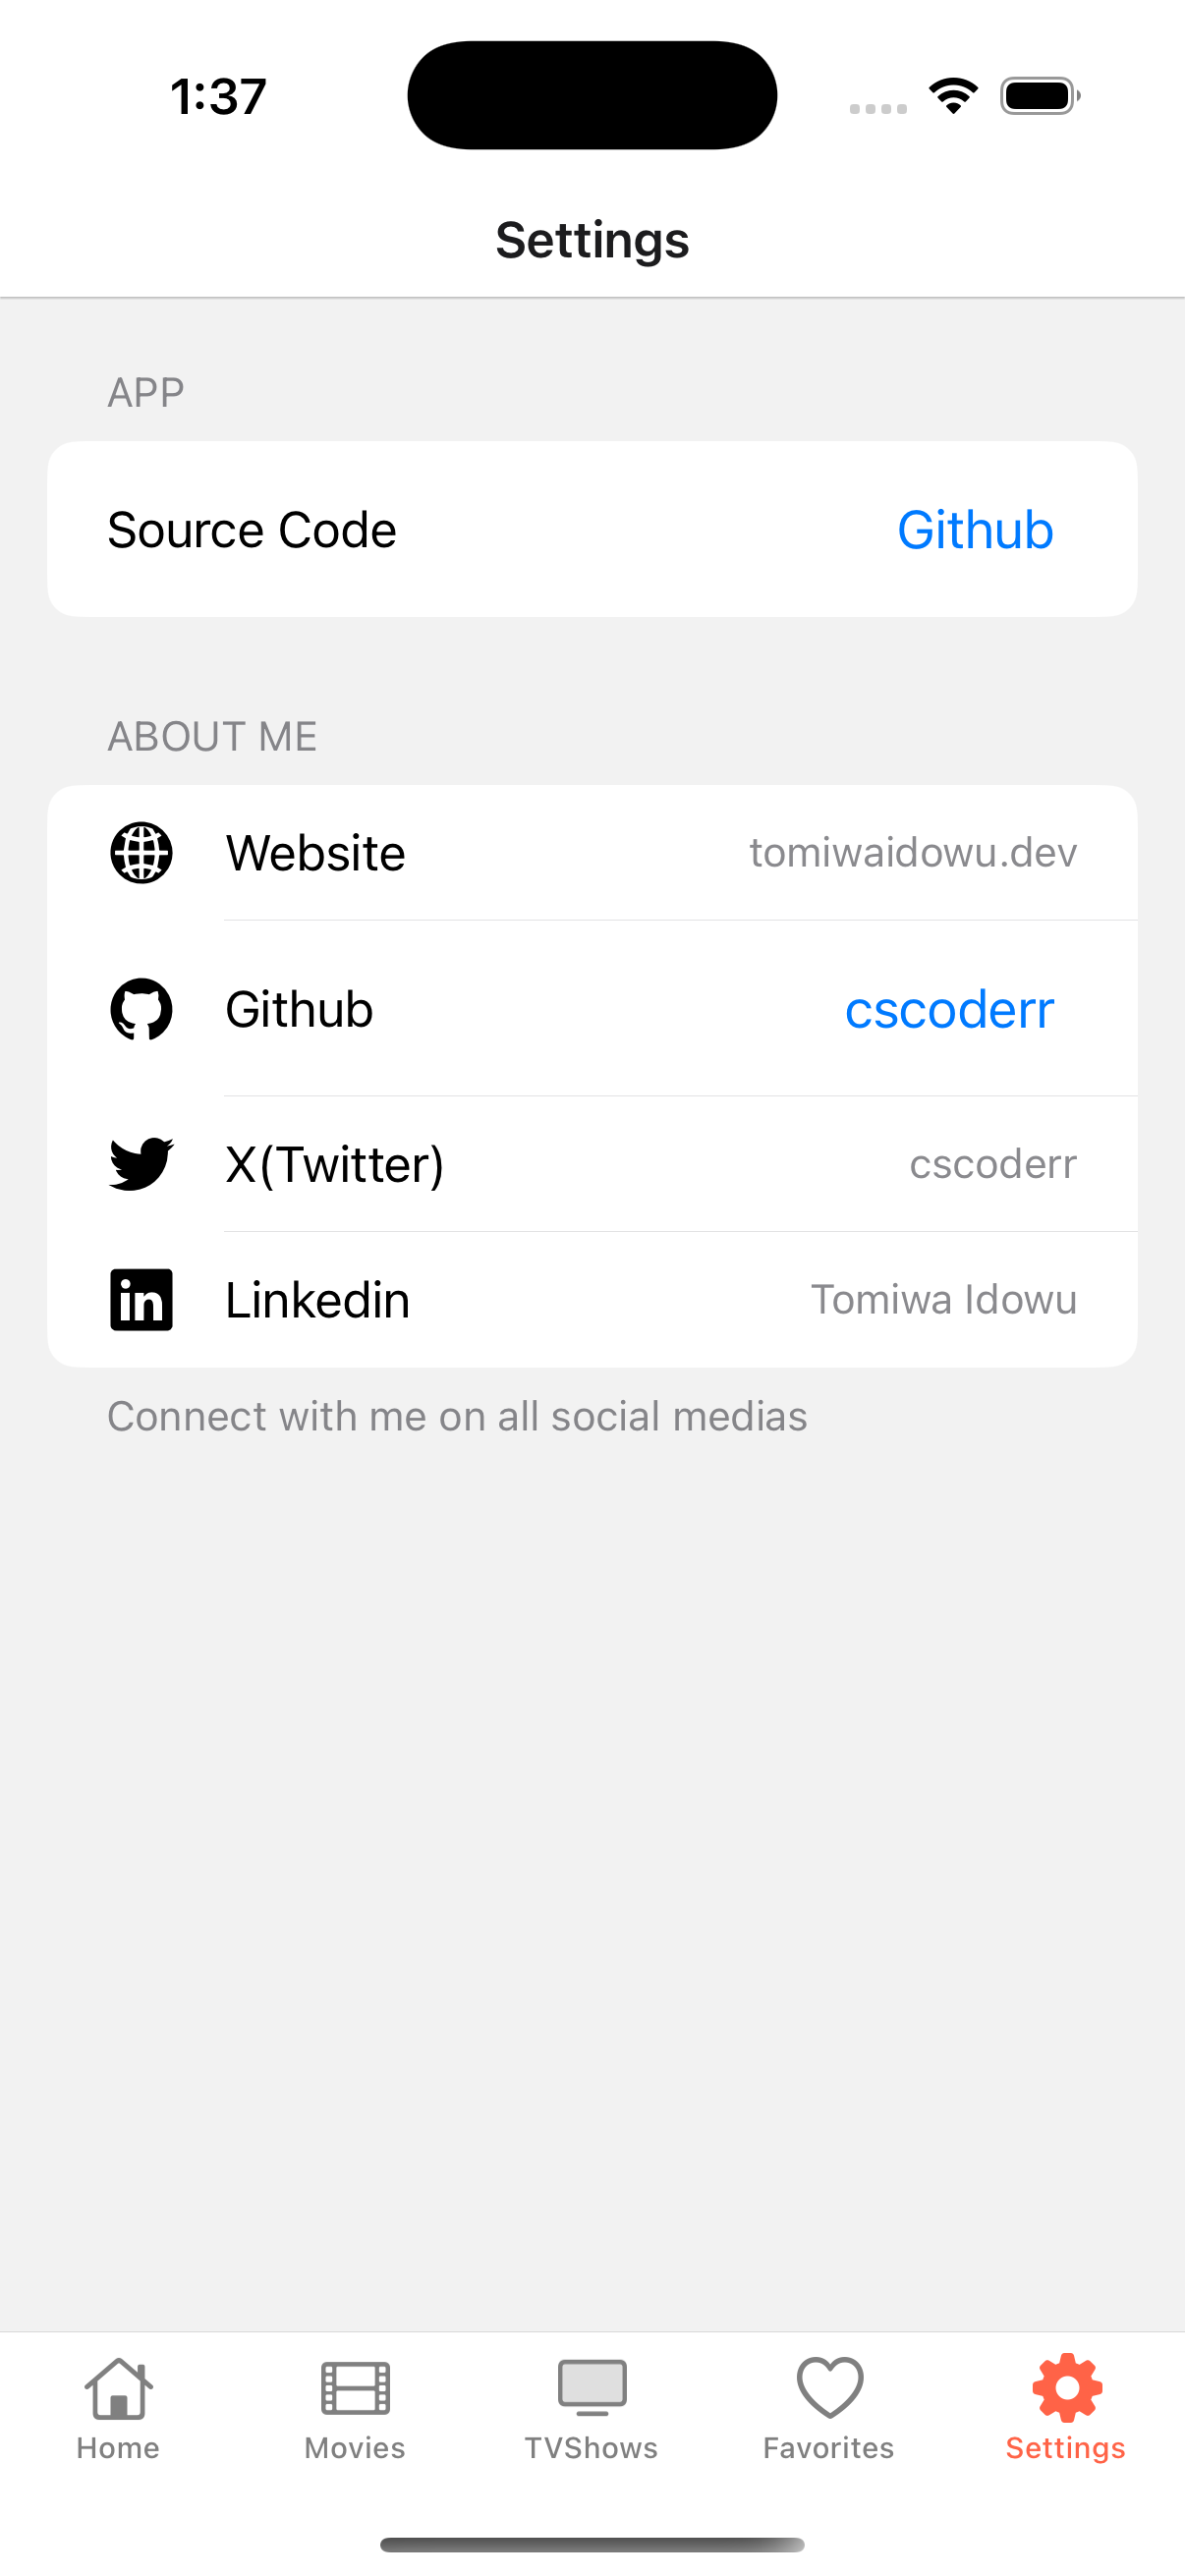 1:37
Settings
APP
Source Code Github
ABOUT ME
Website tomiwaidowu.dev
Github cscoderr
X(Twitter) cscoderr
in Linkedin Tomiwa Idowu
Connect with me on all social medias
Home Movies TVShows Favorites Settings